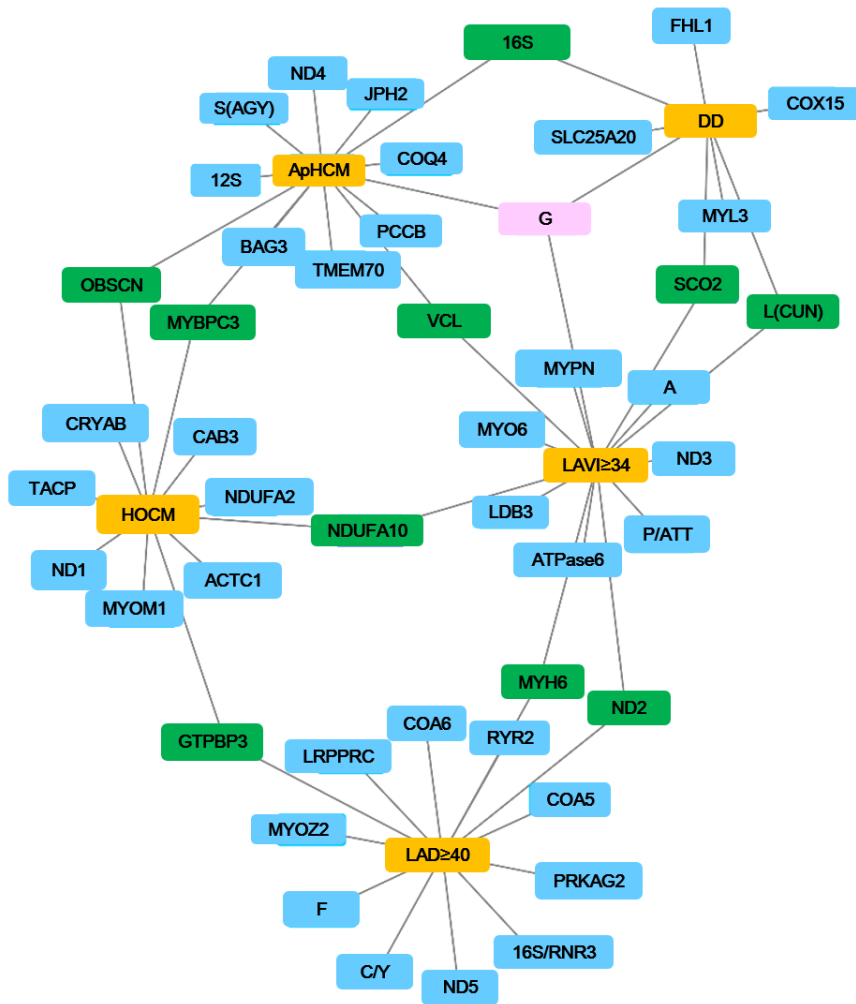 FHL1
16S
ND4
JPH2
S(AGY)
COX15
DD
SLC25A20
COQ4
ApHCM
12S
MYL3
G
PCCB
BAG3
TMEM70
OBSCN
SCO2
L(CUN)
MYBPC3
VCL
MYPN
A
CRYAB
CAB3
MYO6
ND3
LAVI≥34
TACP
NDUFA2
HOCM
LDB3
NDUFA10
P/ATT
ATPase6
ND1
ACTC1
MYOM1
MYH6
ND2
COA6
RYR2
GTPBP3
LRPPRC
COA5
MYOZ2
LAD≥40
PRKAG2
F
16S/RNR3
C/Y
ND5